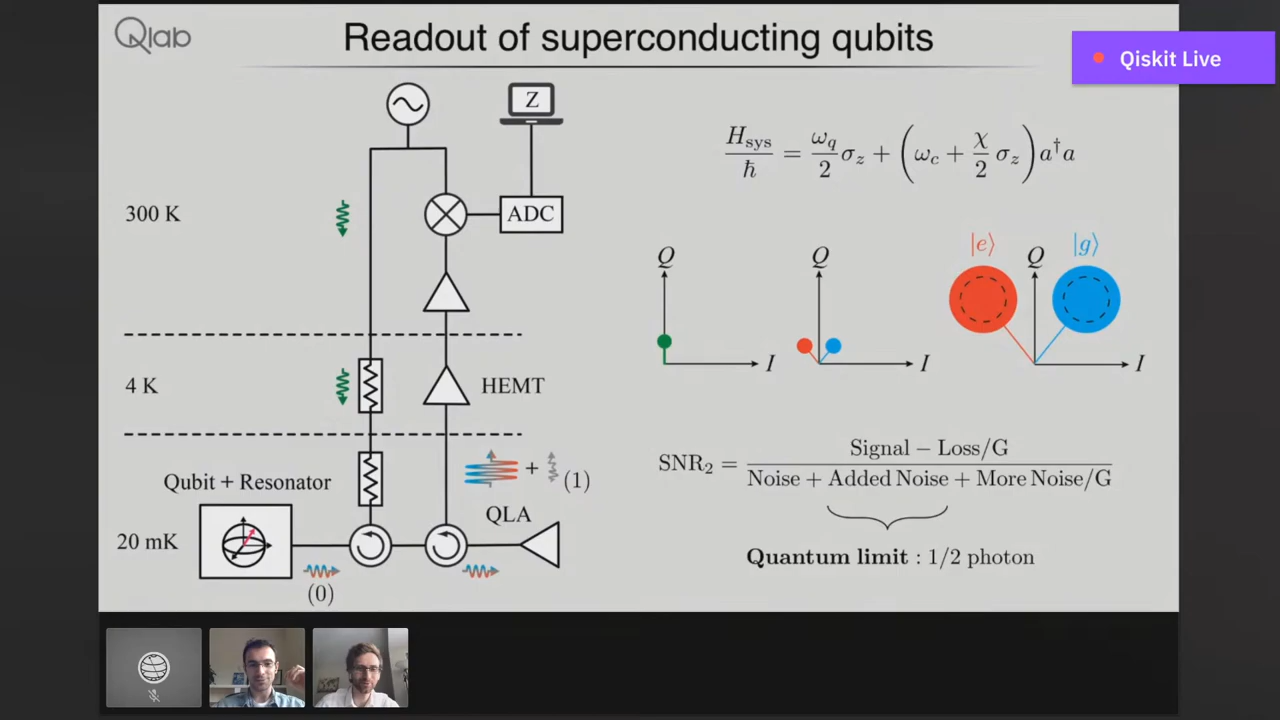 Qlab
Readout of superconducting qubits
Qiskit Live
Z
300 K
ADC
4 K
HEMT
Qubit + Resonator
+
(1)
QLA
20 mK
(0)
H_sys/ħ = ω_q/2 σ_z + (ω_c + χ/2 σ_z) a†a
|e⟩
|g⟩
Q
Q
Q
I
I
I
SNR₂ = Signal − Loss/G
Noise + Added Noise + More Noise/G
Quantum limit : 1/2 photon